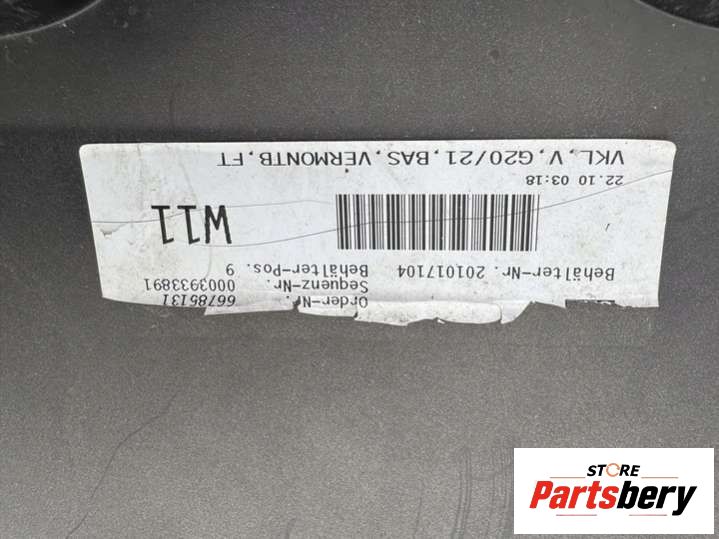 Order-Nr. 66785131
Sequenz-Nr. 0003933891
Behälter-Nr. 201017104 Behälter-Pos. 9
W11
22.10 03:18
VKL,V,G20/21,BAS,VERMONTB,FT
STORE
Partsbery